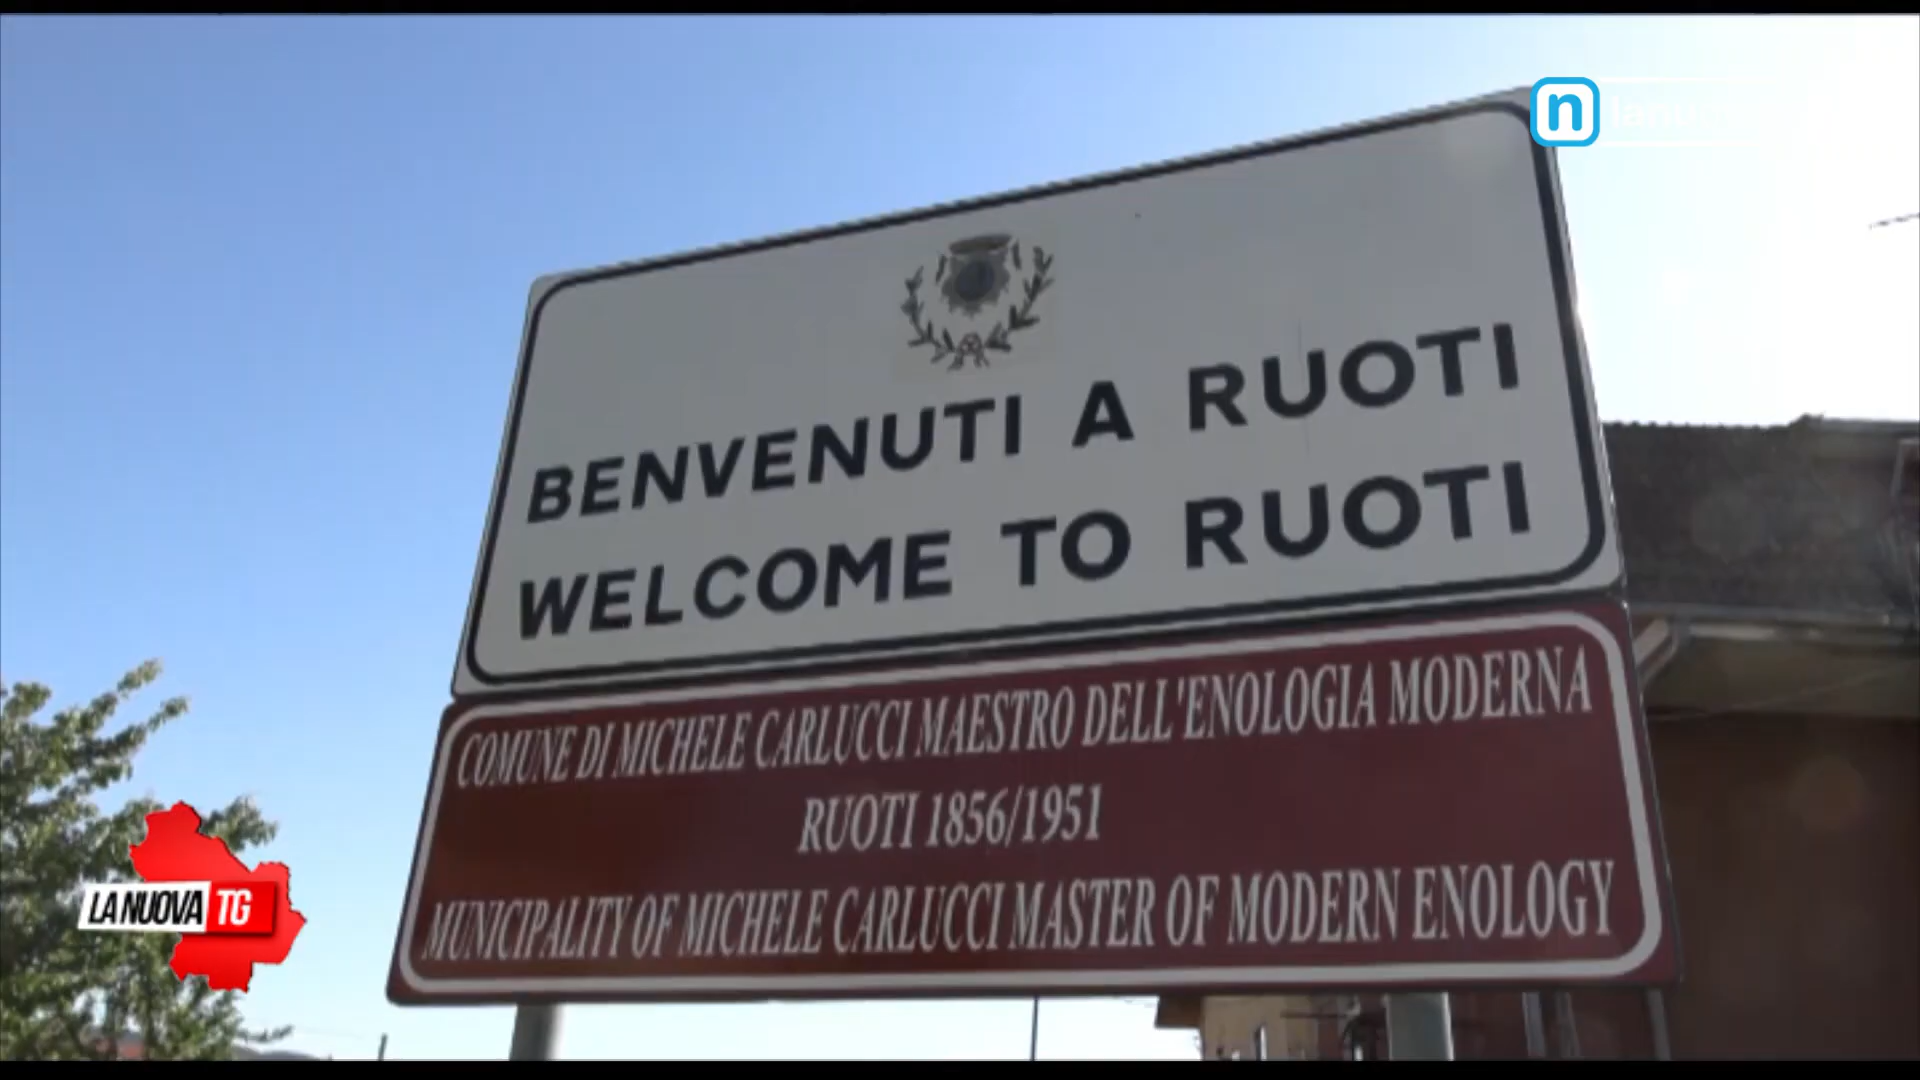 n
BENVENUTI A RUOTI
WELCOME TO RUOTI
COMUNE DI MICHELE CARLUCCI MAESTRO DELL'ENOLOGIA MODERNA
RUOTI 1856/1951
MUNICIPALITY OF MICHELE CARLUCCI MASTER OF MODERN ENOLOGY
LA NUOVA TG